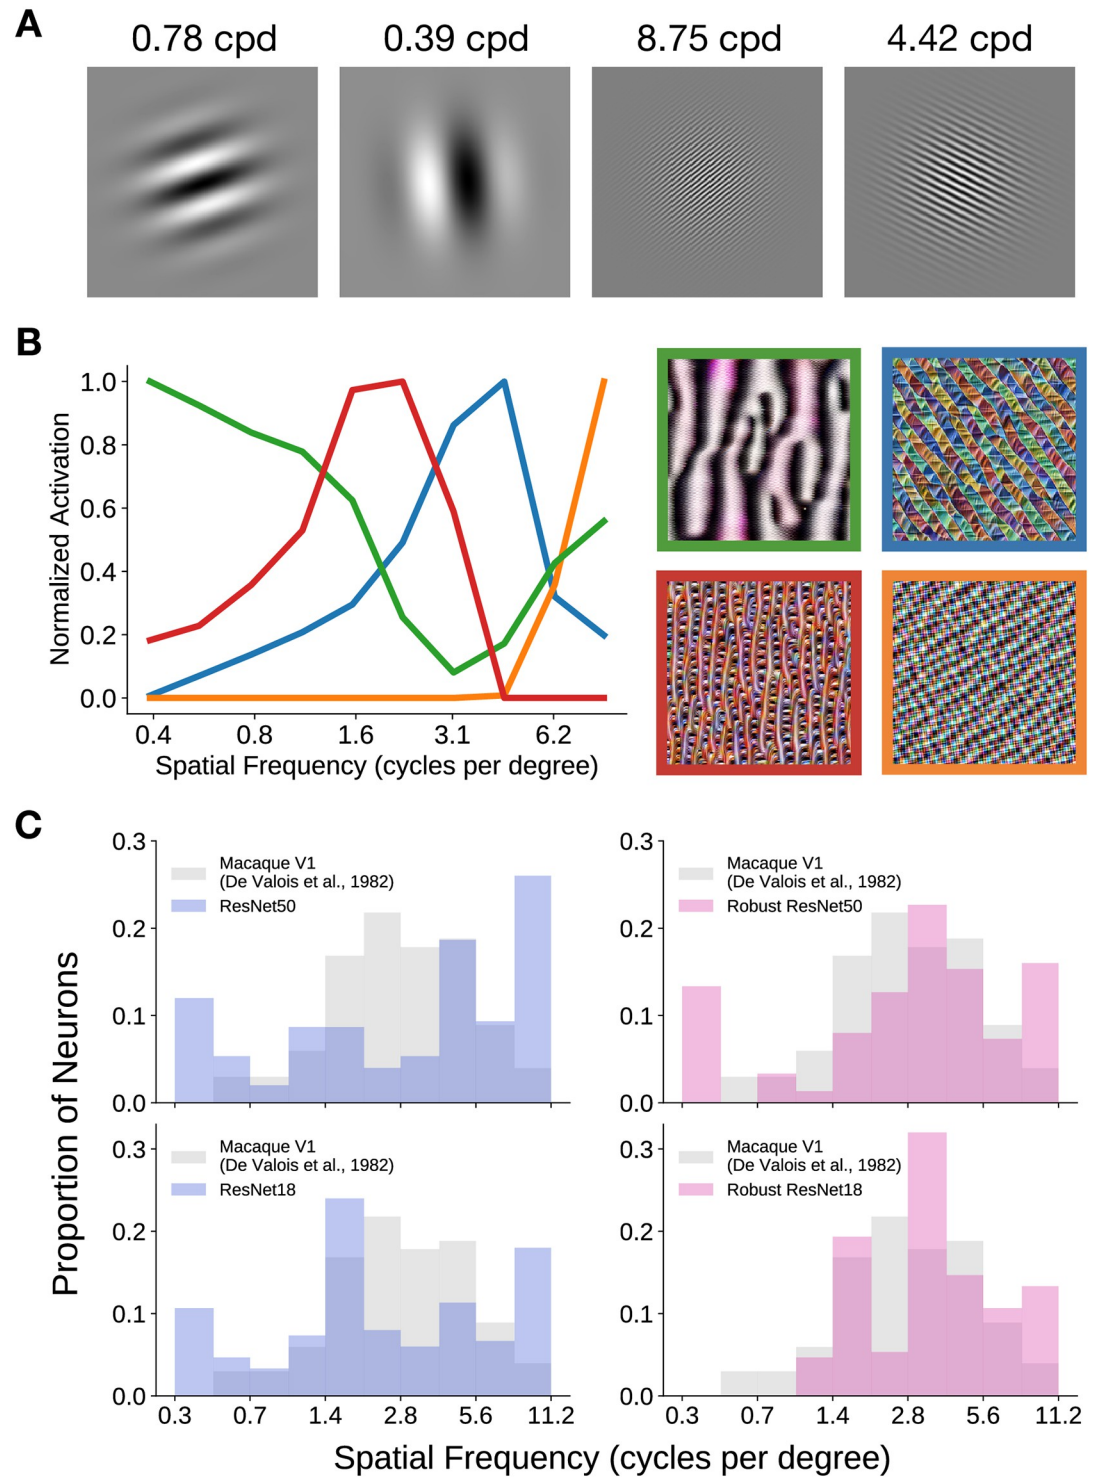 A
0.78 cpd
0.39 cpd
8.75 cpd
4.42 cpd
B
1.0
0.8
0.6
0.4
0.2
0.0
Normalized Activation
0.4
0.8
1.6
3.1
6.2
Spatial Frequency (cycles per degree)
C
Proportion of Neurons
0.3
0.2
0.1
0.0
Macaque V1
(De Valois et al., 1982)
ResNet50
0.3
0.2
0.1
0.0
Macaque V1
(De Valois et al., 1982)
Robust ResNet50
0.3
0.2
0.1
0.0
Macaque V1
(De Valois et al., 1982)
ResNet18
0.3
0.7
1.4
2.8
5.6
11.2
0.3
0.2
0.1
0.0
Macaque V1
(De Valois et al., 1982)
Robust ResNet18
0.3
0.7
1.4
2.8
5.6
11.2
Spatial Frequency (cycles per degree)